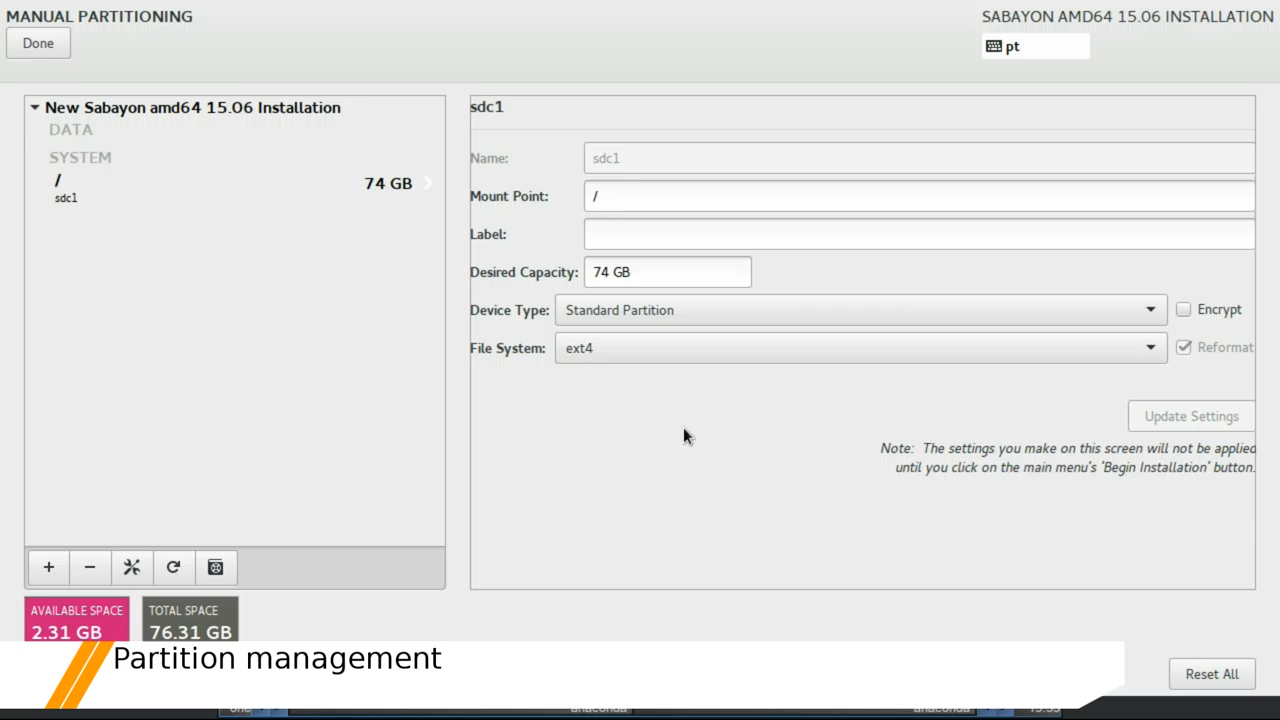 MANUAL PARTITIONING
SABAYON AMD64 15.06 INSTALLATION
Done
pt
New Sabayon amd64 15.06 Installation
DATA
SYSTEM
/
74 GB
sdc1
sdc1
Name: sdc1
Mount Point: /
Label:
Desired Capacity: 74 GB
Device Type: Standard Partition Encrypt
File System: ext4 Reformat
Update Settings
Note: The settings you make on this screen will not be applied
until you click on the main menu's 'Begin Installation' button.
+ −
AVAILABLE SPACE
2.31 GB
TOTAL SPACE
76.31 GB
Partition management
Reset All
anaconda anaconda